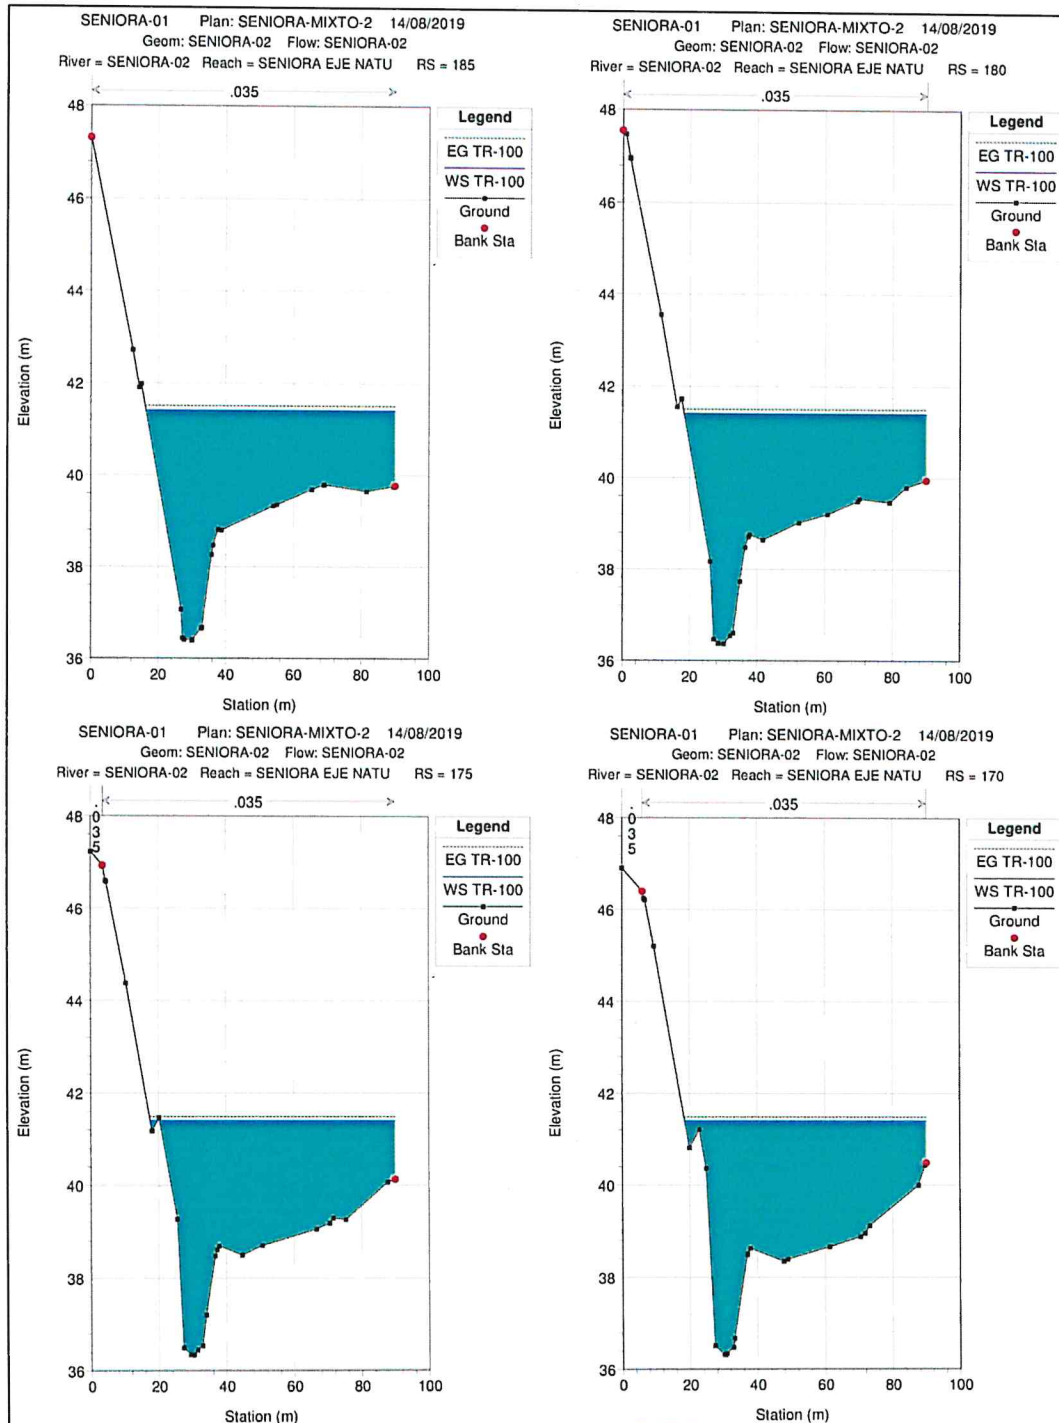 SENIORA-01 Plan: SENIORA-MIXTO-2 14/08/2019
Geom: SENIORA-02 Flow: SENIORA-02
River = SENIORA-02 Reach = SENIORA EJE NATU RS = 185
.035
48
46
44
42
40
38
36
0 20 40 60 80 100
Station (m)
Elevation (m)
Legend
EG TR-100
WS TR-100
Ground
Bank Sta
SENIORA-01 Plan: SENIORA-MIXTO-2 14/08/2019
Geom: SENIORA-02 Flow: SENIORA-02
River = SENIORA-02 Reach = SENIORA EJE NATU RS = 180
.035
48
46
44
42
40
38
36
0 20 40 60 80 100
Station (m)
Elevation (m)
Legend
EG TR-100
WS TR-100
Ground
Bank Sta
SENIORA-01 Plan: SENIORA-MIXTO-2 14/08/2019
Geom: SENIORA-02 Flow: SENIORA-02
River = SENIORA-02 Reach = SENIORA EJE NATU RS = 175
.035
.035
48
46
44
42
40
38
36
0 20 40 60 80 100
Station (m)
Elevation (m)
Legend
EG TR-100
WS TR-100
Ground
Bank Sta
SENIORA-01 Plan: SENIORA-MIXTO-2 14/08/2019
Geom: SENIORA-02 Flow: SENIORA-02
River = SENIORA-02 Reach = SENIORA EJE NATU RS = 170
.035
.035
48
46
44
42
40
38
36
0 20 40 60 80 100
Station (m)
Elevation (m)
Legend
EG TR-100
WS TR-100
Ground
Bank Sta